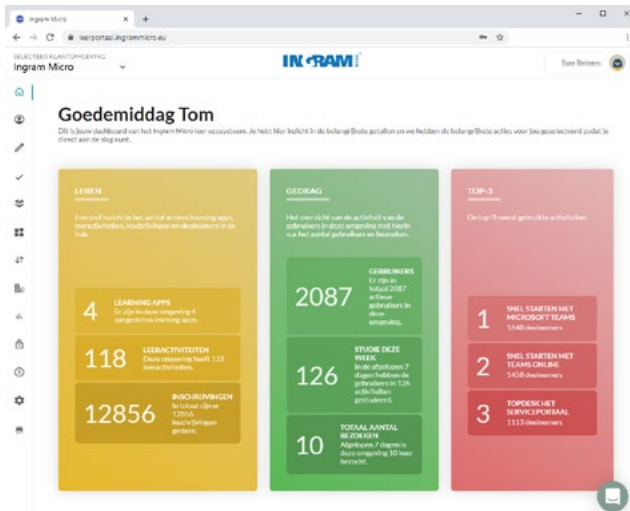 Ingram Micro
leerportaal.ingrammicro.eu
SELECTEER KLANTOMGEVING
Ingram Micro
INGRAM
Goedemiddag Tom
Dit is jouw dashboard van het Ingram Micro leer ecosysteem. Je hebt hier inzicht in de belangrijkste getallen en we hebben de belangrijkste acties voor jou geselecteerd zodat je
direct aan de slag kunt.
LEREN
Een snel inzicht in het aantal actieve learning apps,
leeractiviteiten, inschrijvingen en deelnemers in de
hub.
4
LEARNING APPS
Er zijn in deze omgeving 4
aangesloten learning apps.
118
LEERACTIVITEITEN
Deze omgeving heeft 118
leeractiviteiten.
12856
INSCHRIJVINGEN
In totaal zijn er
12856
inschrijvingen
gedaan.
GEDRAG
Het overzicht van de activiteit van de
gebruikers in deze omgeving met hierin
o.a. het aantal gebruikers en bezoeken.
2087
GEBRUIKERS
Er zijn in
totaal 2087
actieve
gebruikers in
deze
omgeving.
126
STUDIE DEZE
WEEK
In de afgelopen 7
dagen hebben de
gebruikers in 126
activiteiten
gestudeerd.
10
TOTAAL AANTAL
BEZOEKEN
Afgelopen 7 dagen is
deze omgeving 10 keer
bezocht.
TOP-3
De top-3 meest gebruikte activiteiten.
1
SNEL STARTEN MET
MICROSOFT TEAMS
1648 deelnemers
2
SNEL STARTEN MET
TEAMS ONLINE
1458 deelnemers
3
TOPDESK HET
SERVICEPORTAAL
1113 deelnemers